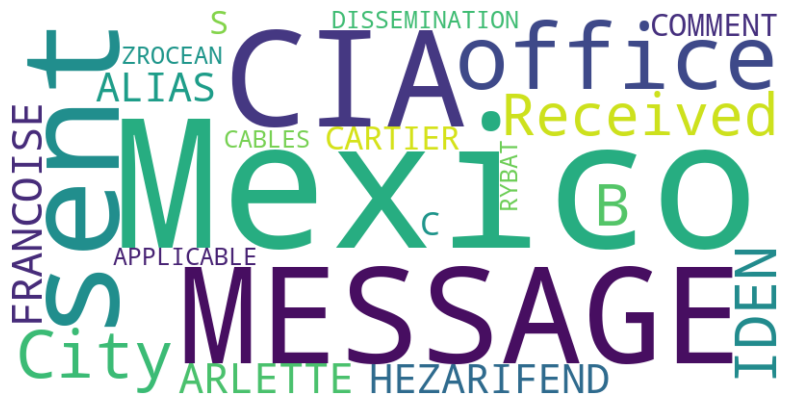 S DISSEMINATION COMMENT
ZROCEAN CIA office
ALIAS
sent Received
FRANCOISE CABLES CARTIER
Mexico RYBAT B
C
APPLICABLE
MESSAGE IDEN
City
ARLETTE HEZARIFEND